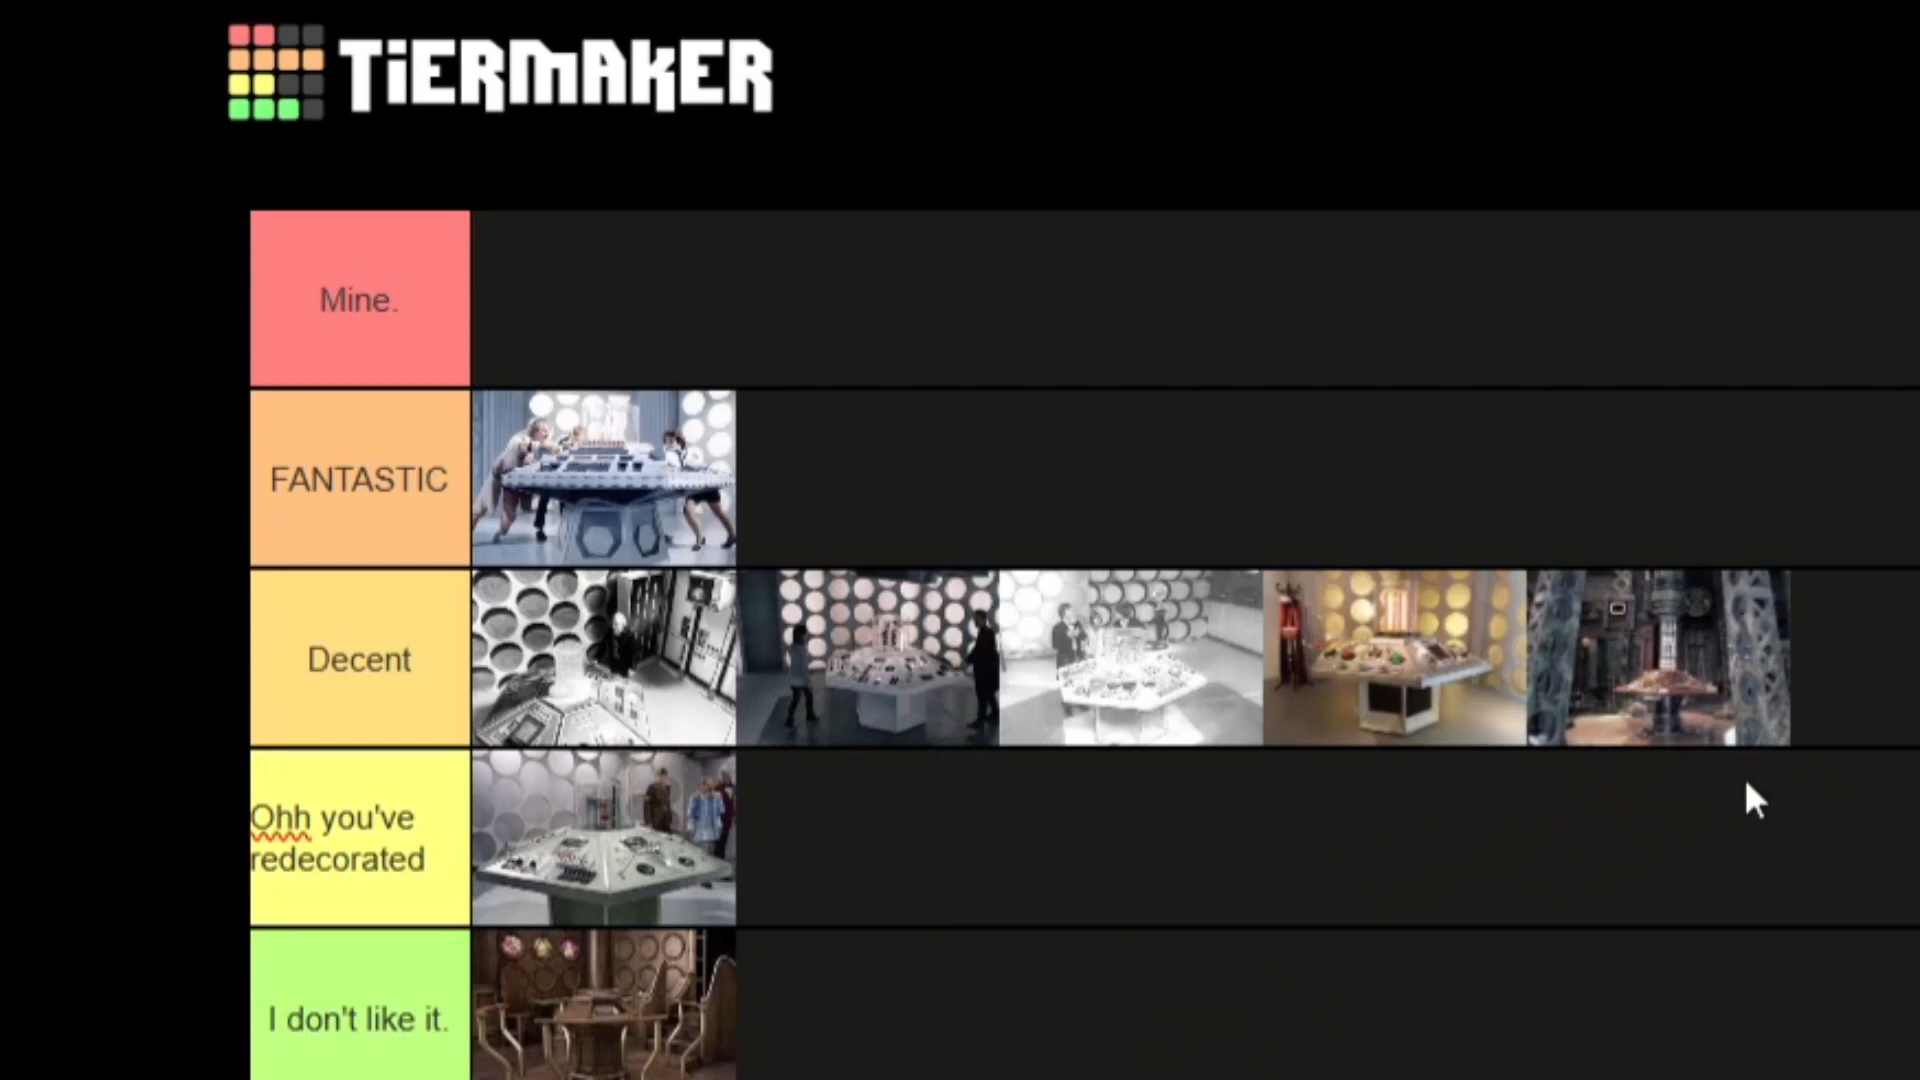 TiERMAKER
Mine.
FANTASTIC
Decent
Ohh you've
redecorated
I don't like it.